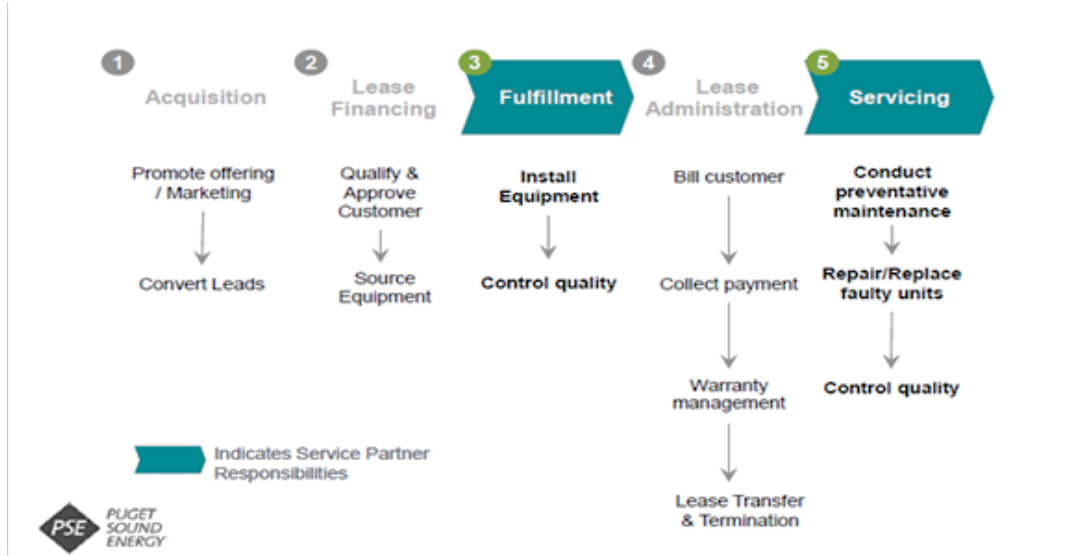 1
Acquisition
Promote offering
/ Marketing
Convert Leads
2
Lease
Financing
Qualify &
Approve
Customer
Source
Equipment
3
Fulfillment
Install
Equipment
Control quality
4
Lease
Administration
Bill customer
Collect payment
Warranty
management
Lease Transfer
& Termination
5
Servicing
Conduct
preventative
maintenance
Repair/Replace
faulty units
Control quality
Indicates Service Partner
Responsibilities
PSE
PUGET
SOUND
ENERGY